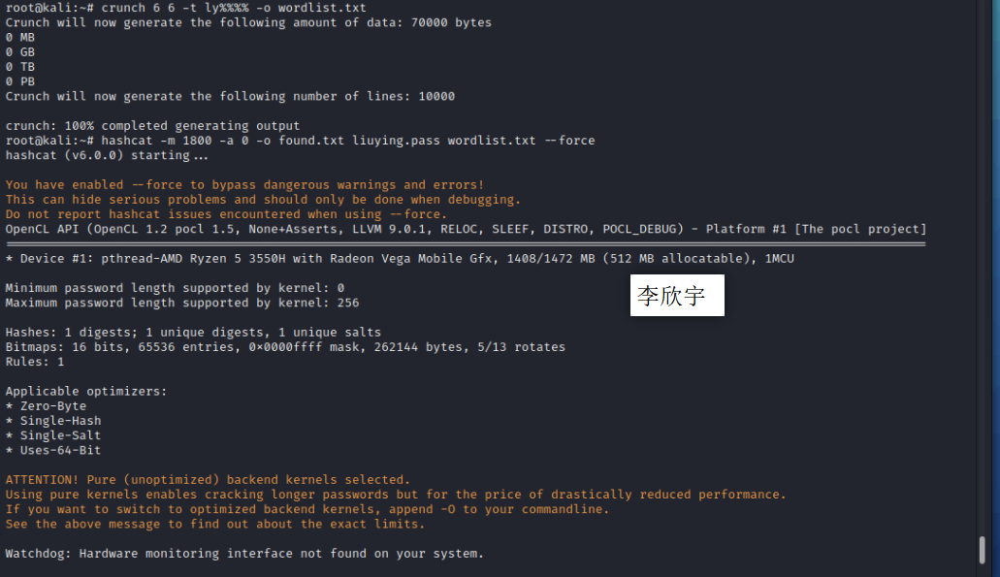 root@kali:~# crunch 6 6 -t ly%%%% -o wordlist.txt
Crunch will now generate the following amount of data: 70000 bytes
0 MB
0 GB
0 TB
0 PB
Crunch will now generate the following number of lines: 10000
crunch: 100% completed generating output
root@kali:~# hashcat -m 1800 -a 0 -o found.txt liuying.pass wordlist.txt --force
hashcat (v6.0.0) starting...
You have enabled --force to bypass dangerous warnings and errors!
This can hide serious problems and should only be done when debugging.
Do not report hashcat issues encountered when using --force.
OpenCL API (OpenCL 1.2 pocl 1.5, None+Asserts, LLVM 9.0.1, RELOC, SLEEF, DISTRO, POCL_DEBUG) - Platform #1 [The pocl project]
================================================================================================================================
* Device #1: pthread-AMD Ryzen 5 3550H with Radeon Vega Mobile Gfx, 1408/1472 MB (512 MB allocatable), 1MCU
Minimum password length supported by kernel: 0
Maximum password length supported by kernel: 256
李欣宇
Hashes: 1 digests; 1 unique digests, 1 unique salts
Bitmaps: 16 bits, 65536 entries, 0x0000ffff mask, 262144 bytes, 5/13 rotates
Rules: 1
Applicable optimizers:
* Zero-Byte
* Single-Hash
* Single-Salt
* Uses-64-Bit
ATTENTION! Pure (unoptimized) backend kernels selected.
Using pure kernels enables cracking longer passwords but for the price of drastically reduced performance.
If you want to switch to optimized backend kernels, append -O to your commandline.
See the above message to find out about the exact limits.
Watchdog: Hardware monitoring interface not found on your system.